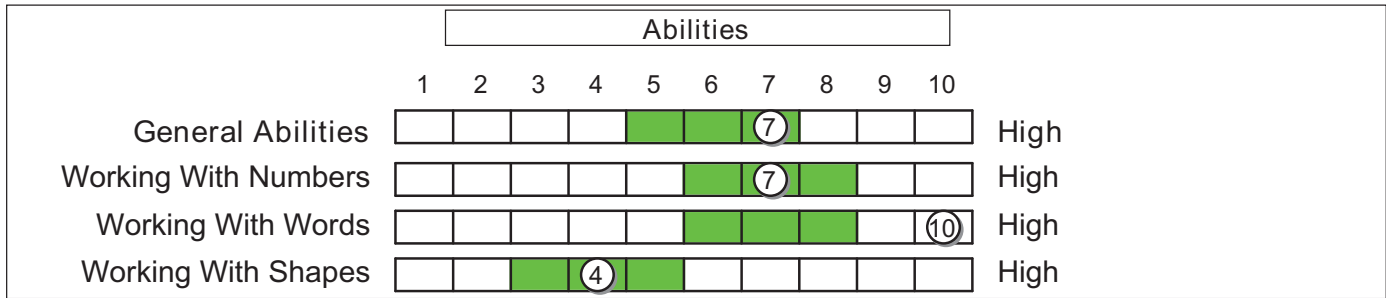 Abilities
1 2 3 4 5 6 7 8 9 10
General Abilities 7 High
Working With Numbers 7 High
Working With Words 10 High
Working With Shapes 4 High